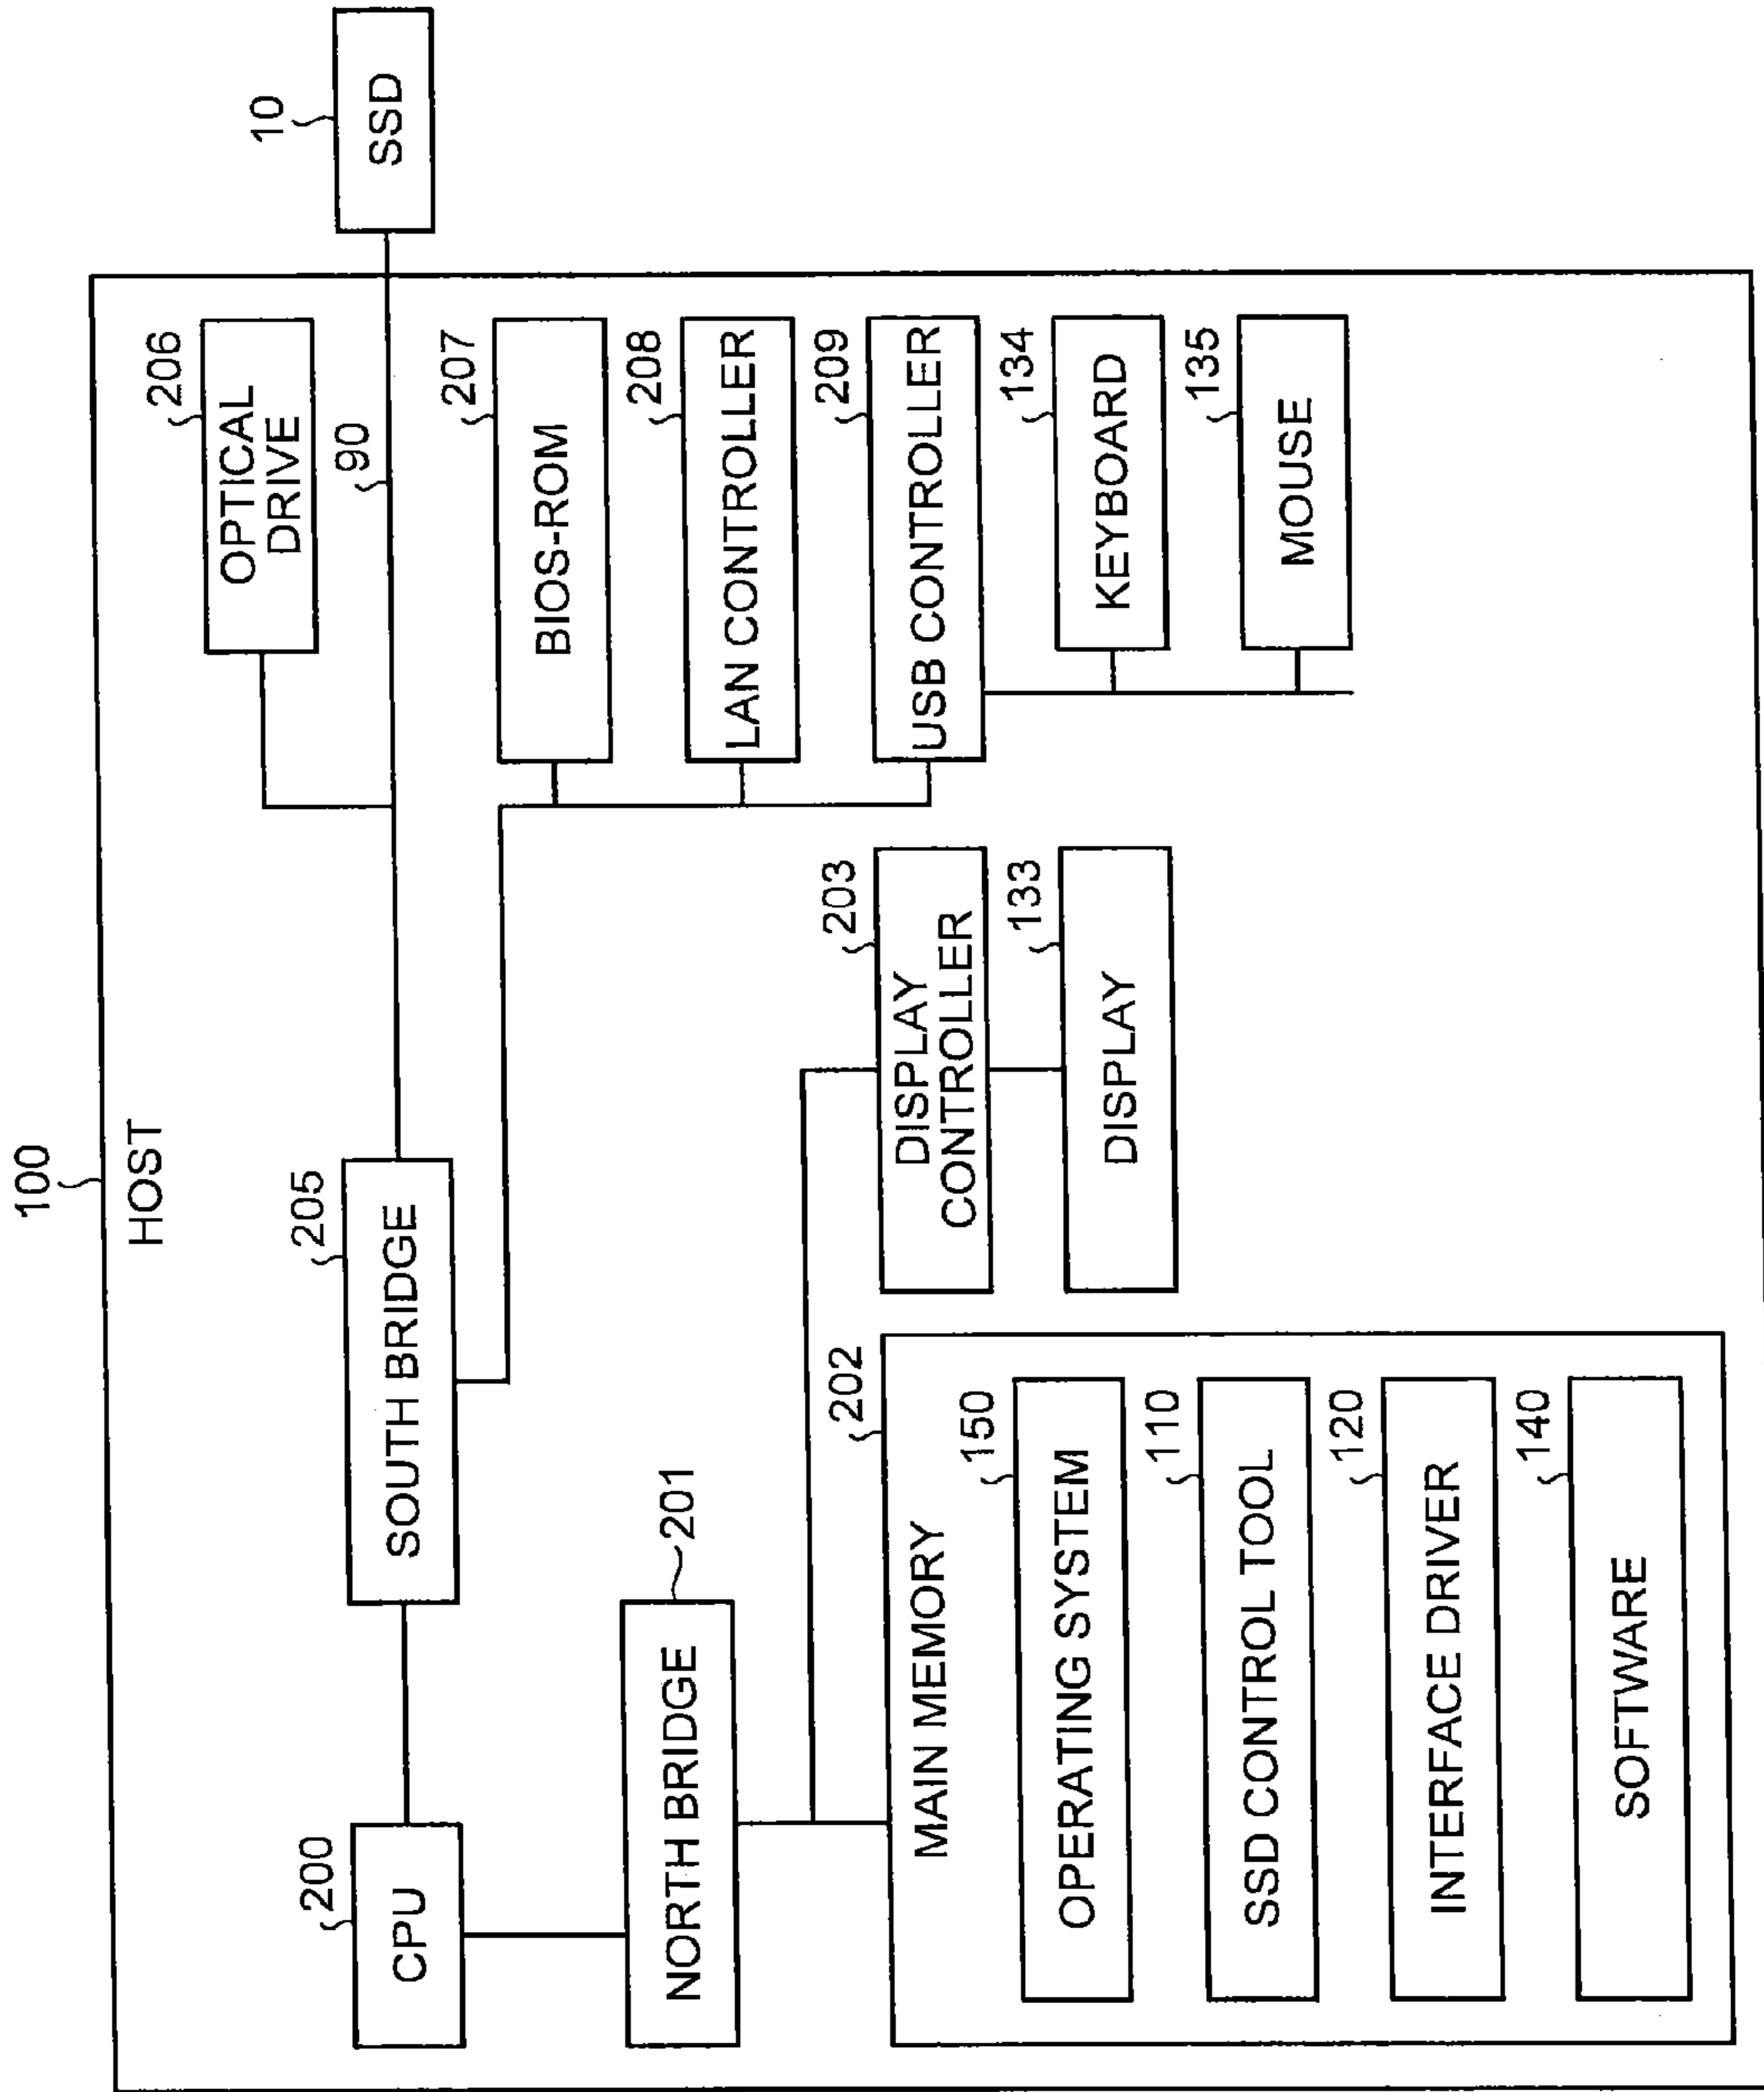 100
HOST
10
SSD
200
CPU
205
SOUTH BRIDGE
90
206
OPTICAL
DRIVE
207
BIOS-ROM
208
LAN CONTROLLER
209
USB CONTROLLER
134
KEYBOARD
135
MOUSE
201
NORTH BRIDGE
203
DISPLAY
CONTROLLER
133
DISPLAY
202
MAIN MEMORY
150
OPERATING SYSTEM
110
SSD CONTROL TOOL
120
INTERFACE DRIVER
140
SOFTWARE